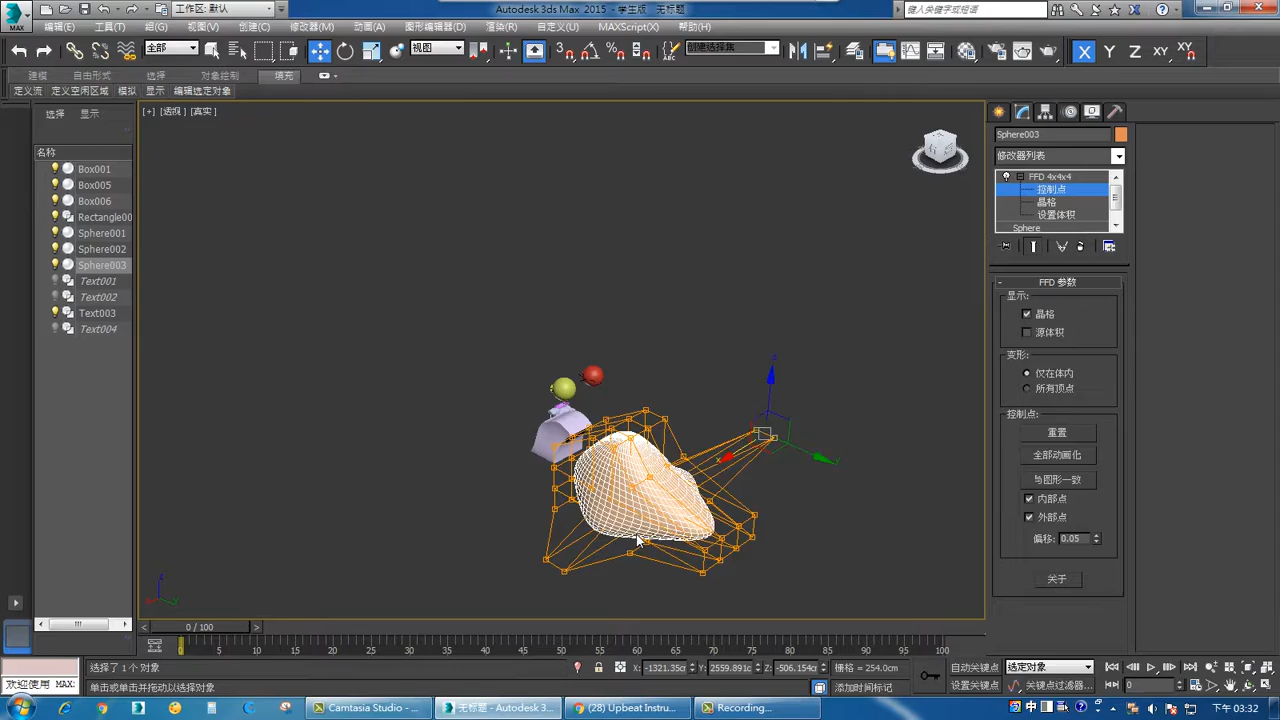 工作区: 默认
Autodesk 3ds Max 2015 - 学生版    无标题
键入关键字或短语
MAX
编辑(E) 工具(T) 组(G) 视图(V) 创建(C) 修改器(M) 动画(A) 图形编辑器(D) 渲染(R) 自定义(U) MAXScript(X) 帮助(H)
全部 视图 创建选择集 X Y Z XY XY
建模 自由形式 选择 对象绘制 填充
定义流 定义空闲区域 模拟 显示 编辑选定对象
选择 显示
[+] [透视] [真实]
名称
Box001
Box005
Box006
Rectangle00
Sphere001
Sphere002
Sphere003
Text001
Text002
Text003
Text004
Sphere003
修改器列表
FFD 4x4x4
控制点
晶格
设置体积
Sphere
FFD 参数
显示:
晶格
源体积
变形:
仅在体内
所有顶点
控制点:
重置
全部动画化
与图形一致
内部点
外部点
偏移: 0.05
关于
0 / 100
0 5 10 15 20 25 30 35 40 45 50 55 60 65 70 75 80 85 90 95 100
选择了 1 个对象 X: -1321.35cm Y: 2559.891cm Z: -506.154cm 栅格 = 254.0cm 自动关键点 选定对象
欢迎使用 MAX: 单击或单击并拖动以选择对象 添加时间标记 设置关键点 关键点过滤器... 0
Camtasia Studio - ... 无标题 - Autodesk 3... (28) Upbeat Instru... Recording... 中 下午 03:32